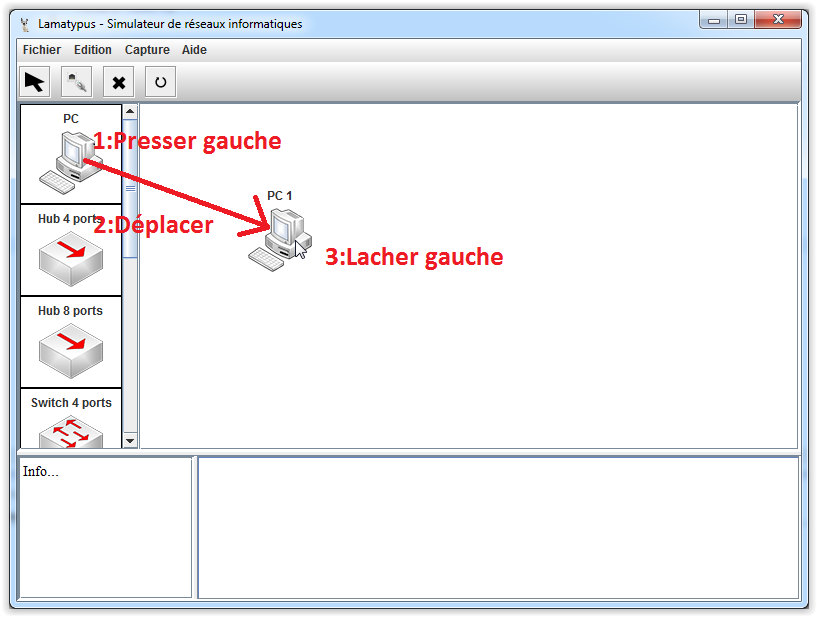 Lamatypus - Simulateur de réseaux informatiques
Fichier Edition Capture Aide
PC
1:Presser gauche
PC 1
Hub 4 ports
2:Déplacer
3:Lacher gauche
Hub 8 ports
Switch 4 ports
Info...